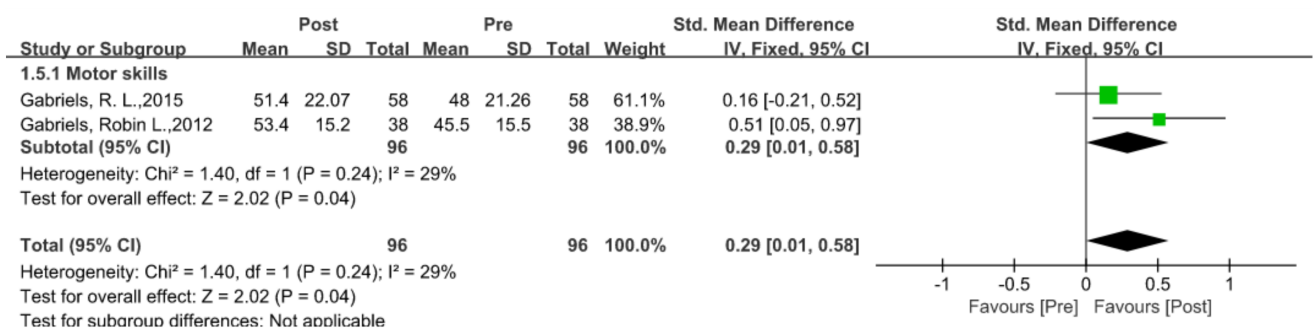 Post Pre Std. Mean Difference Std. Mean Difference
Study or Subgroup Mean SD Total Mean SD Total Weight IV, Fixed, 95% CI IV, Fixed, 95% CI
1.5.1 Motor skills
Gabriels, R. L.,2015 51.4 22.07 58 48 21.26 58 61.1% 0.16 [-0.21, 0.52]
Gabriels, Robin L.,2012 53.4 15.2 38 45.5 15.5 38 38.9% 0.51 [0.05, 0.97]
Subtotal (95% CI) 96 96 100.0% 0.29 [0.01, 0.58]
Heterogeneity: Chi² = 1.40, df = 1 (P = 0.24); I² = 29%
Test for overall effect: Z = 2.02 (P = 0.04)
Total (95% CI) 96 96 100.0% 0.29 [0.01, 0.58]
Heterogeneity: Chi² = 1.40, df = 1 (P = 0.24); I² = 29%
Test for overall effect: Z = 2.02 (P = 0.04)
Test for subgroup differences: Not applicable
-1 -0.5 0 0.5 1
Favours [Pre] Favours [Post]